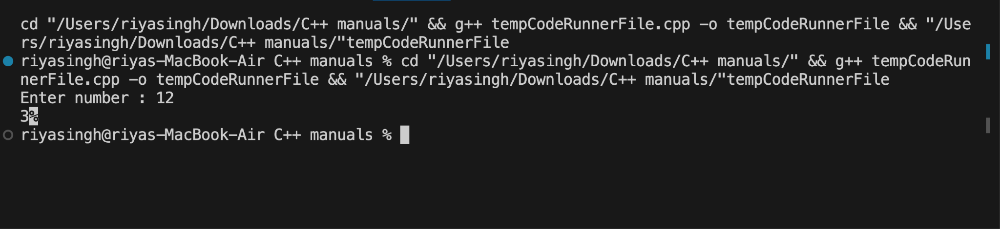 cd "/Users/riyasingh/Downloads/C++ manuals/" && g++ tempCodeRunnerFile.cpp -o tempCodeRunnerFile && "/Use
rs/riyasingh/Downloads/C++ manuals/"tempCodeRunnerFile
riyasingh@riyas-MacBook-Air C++ manuals % cd "/Users/riyasingh/Downloads/C++ manuals/" && g++ tempCodeRun
nerFile.cpp -o tempCodeRunnerFile && "/Users/riyasingh/Downloads/C++ manuals/"tempCodeRunnerFile
Enter number : 12
3%
riyasingh@riyas-MacBook-Air C++ manuals %